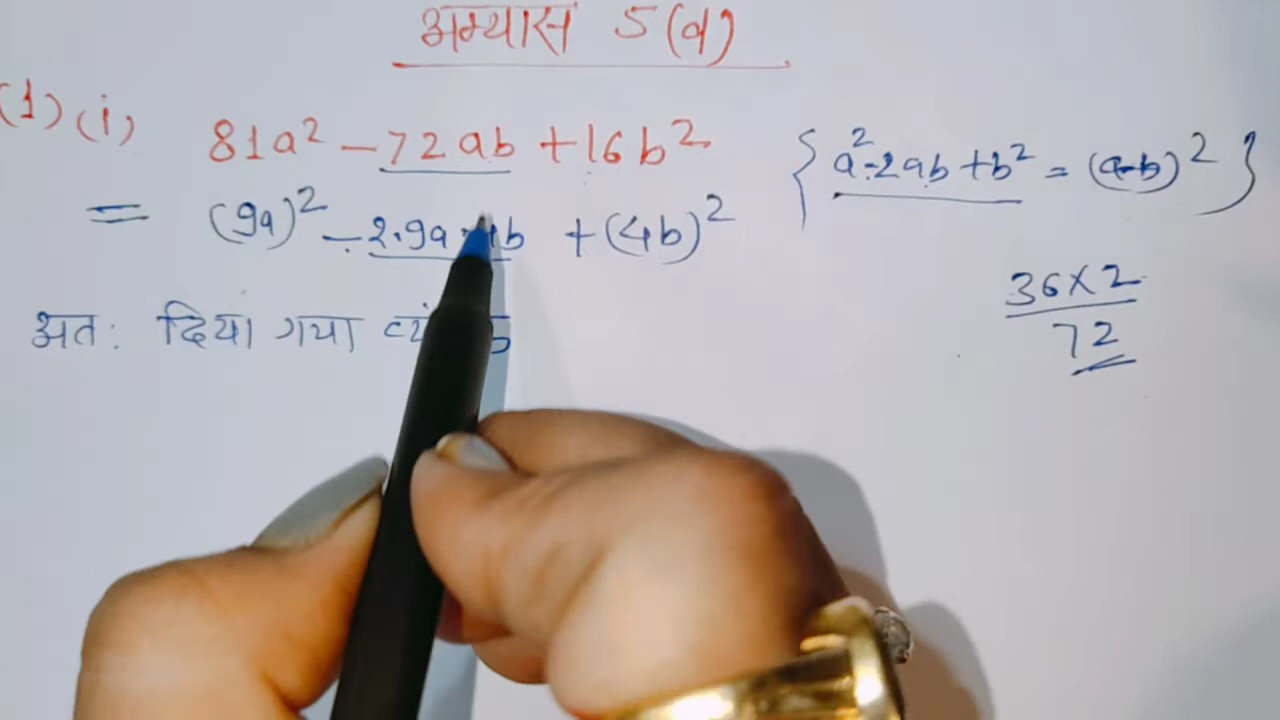 अभ्यास 5(d)
(1) (i) 81a² - 72ab + 16b²
{ a² - 2ab + b² = (a-b)² }
= (9a)² - 2.9a.4b + (4b)²
36×2
72
अत: दिया गया